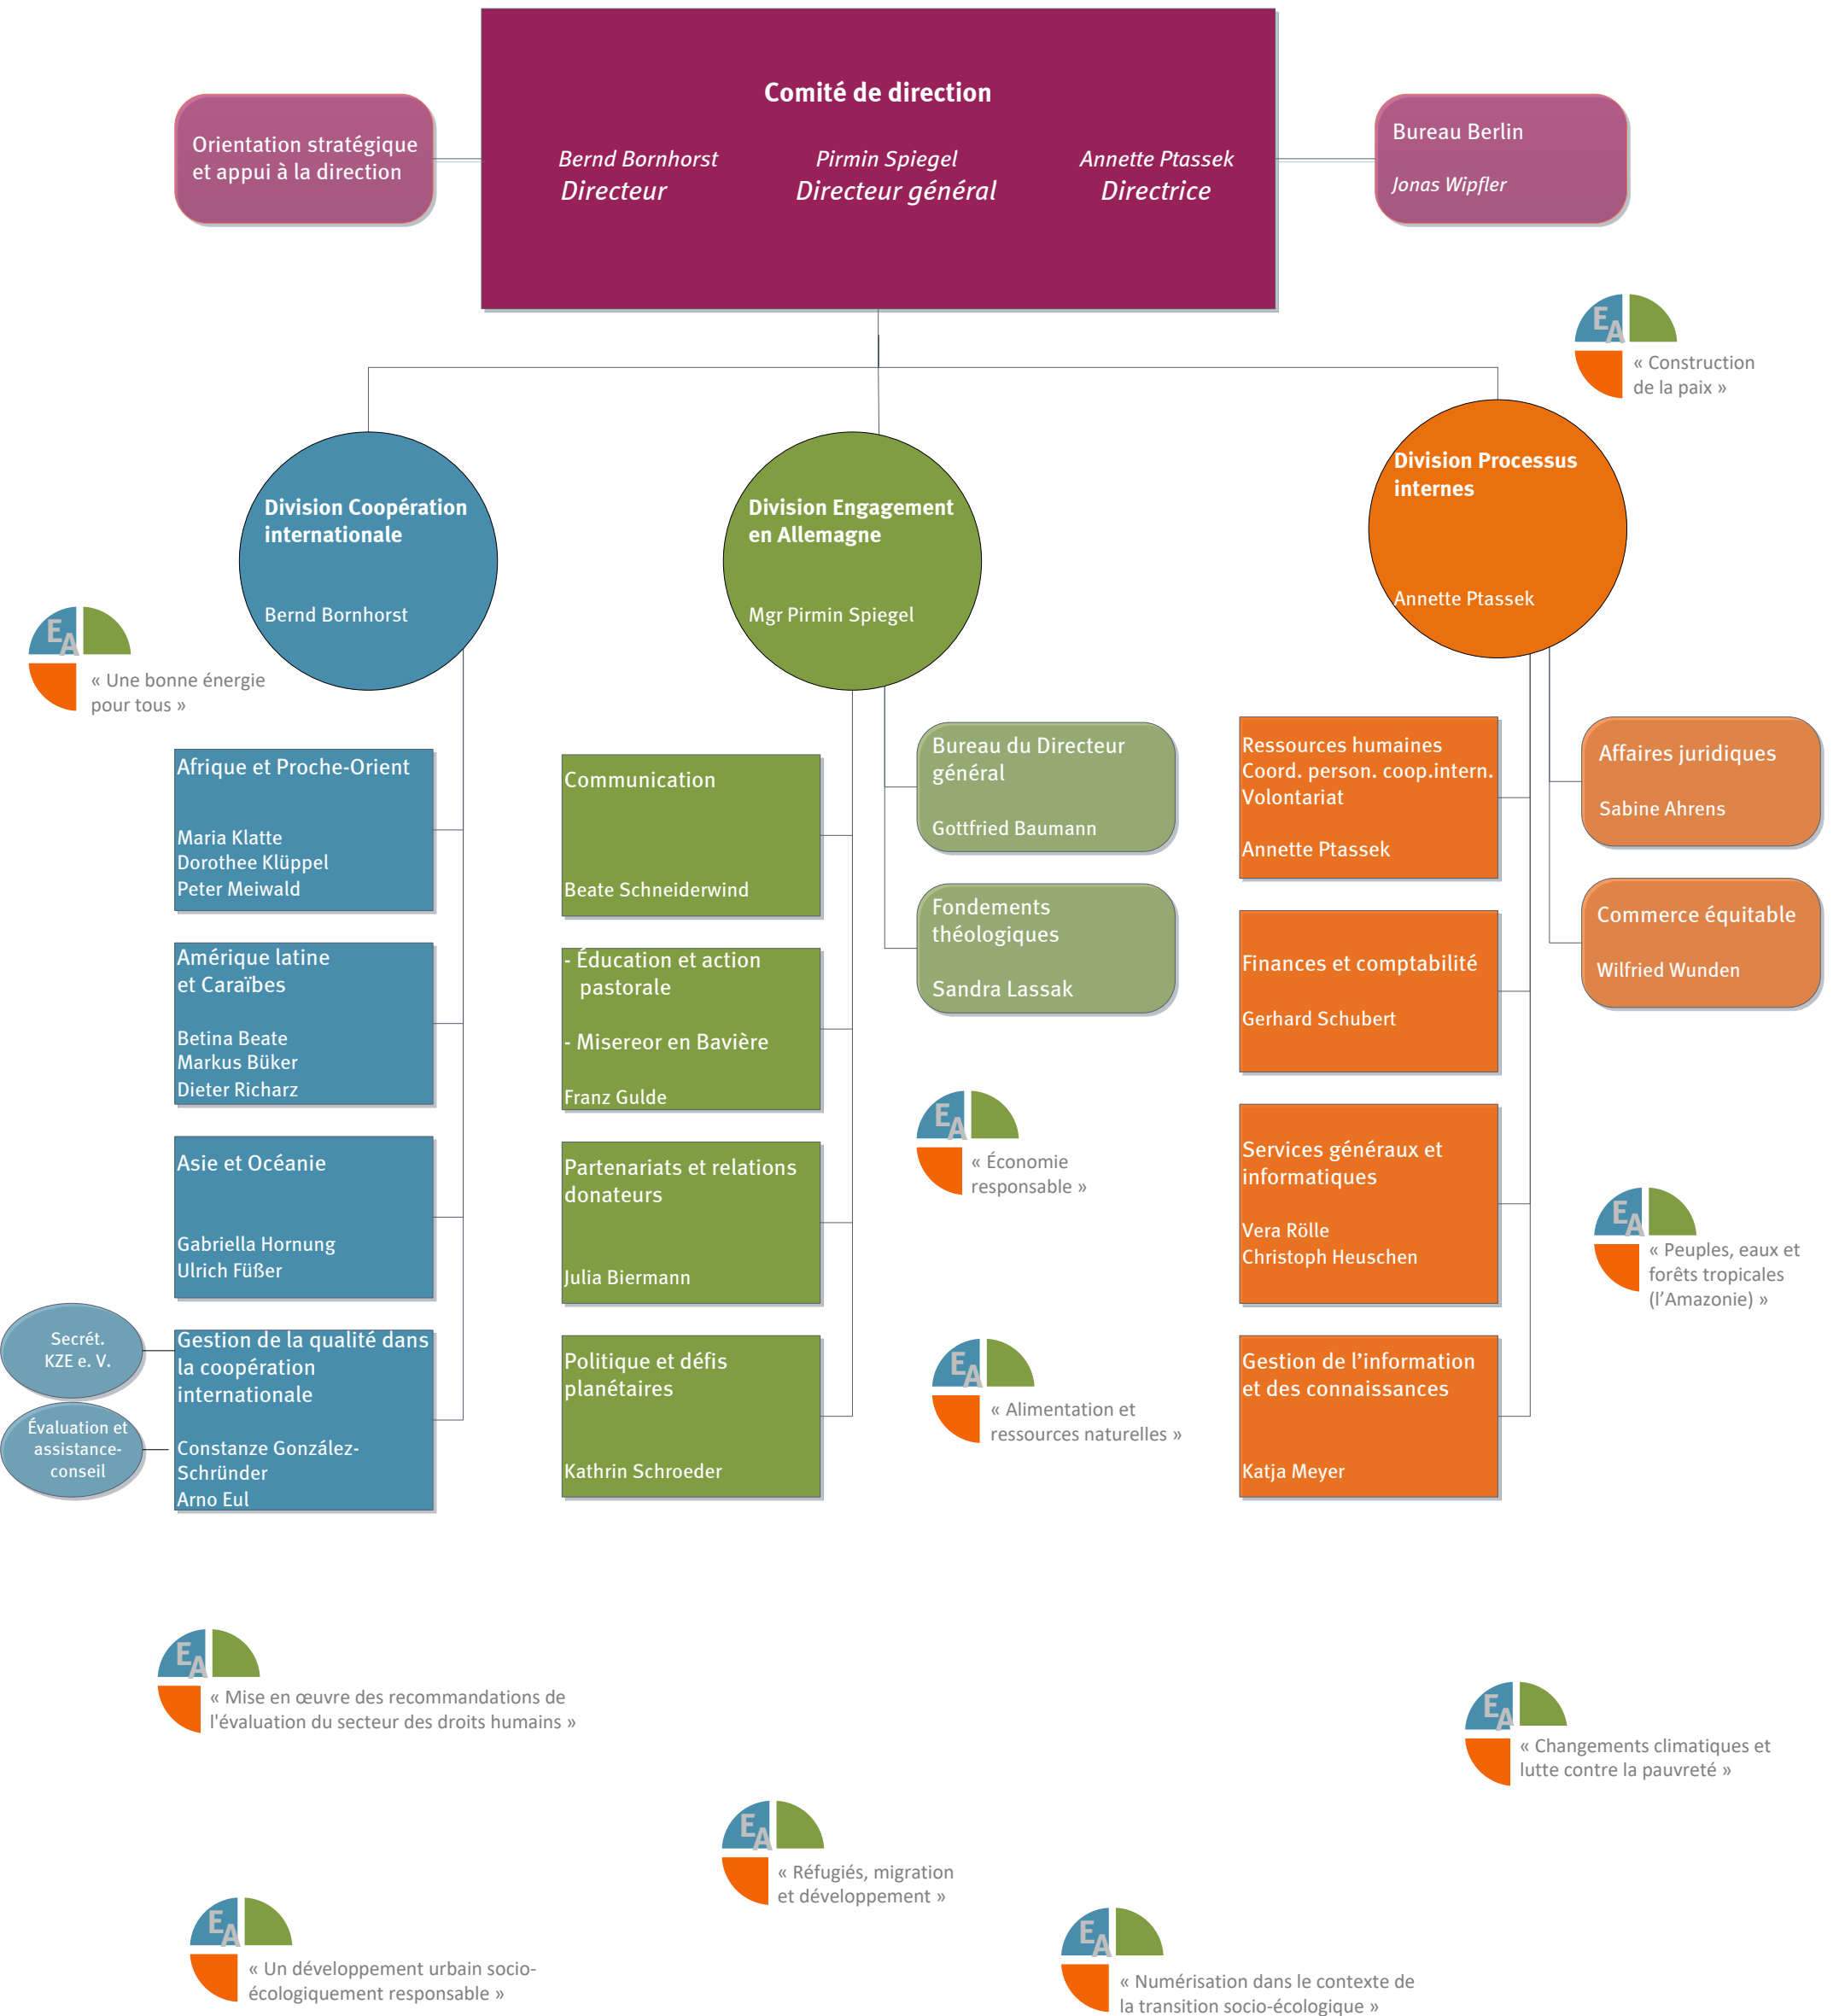 Comité de direction
Orientation stratégique
et appui à la direction
Bernd Bornhorst
Directeur
Pirmin Spiegel
Directeur général
Annette Ptassek
Directrice
Bureau Berlin
Jonas Wipfler
EA
« Construction
de la paix »
Division Coopération
internationale
Bernd Bornhorst
Division Engagement
en Allemagne
Mgr Pirmin Spiegel
Division Processus
internes
Annette Ptassek
EA
« Une bonne énergie
pour tous »
Afrique et Proche-Orient
Maria Klatte
Dorothee Klüppel
Peter Meiwald
Amérique latine
et Caraïbes
Betina Beate
Markus Büker
Dieter Richarz
Asie et Océanie
Gabriella Hornung
Ulrich Füßer
Secrét.
KZE e. V.
Évaluation et
assistance-
conseil
Gestion de la qualité dans
la coopération
internationale
Constanze González-
Schründer
Arno Eul
Communication
Beate Schneiderwind
- Éducation et action
pastorale
- Misereor en Bavière
Franz Gulde
Partenariats et relations
donateurs
Julia Biermann
Politique et défis
planétaires
Kathrin Schroeder
Bureau du Directeur
général
Gottfried Baumann
Fondements
théologiques
Sandra Lassak
EA
« Économie
responsable »
EA
« Alimentation et
ressources naturelles »
Ressources humaines
Coord. person. coop.intern.
Volontariat
Annette Ptassek
Finances et comptabilité
Gerhard Schubert
Services généraux et
informatiques
Vera Rölle
Christoph Heuschen
Gestion de l’information
et des connaissances
Katja Meyer
Affaires juridiques
Sabine Ahrens
Commerce équitable
Wilfried Wunden
EA
« Peuples, eaux et
forêts tropicales
(l’Amazonie) »
EA
« Mise en œuvre des recommandations de
l'évaluation du secteur des droits humains »
EA
« Changements climatiques et
lutte contre la pauvreté »
EA
« Réfugiés, migration
et développement »
EA
« Un développement urbain socio-
écologiquement responsable »
EA
« Numérisation dans le contexte de
la transition socio-écologique »